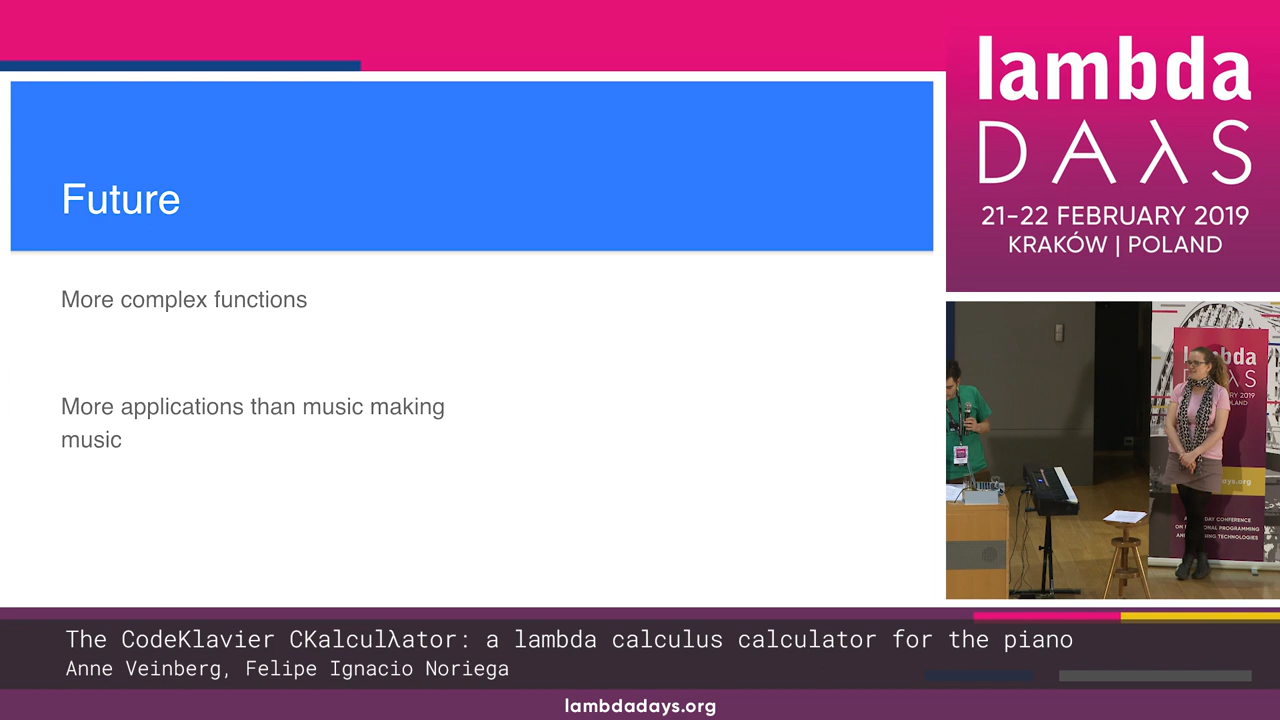 lambda
DAλS
21–22 FEBRUARY 2019
KRAKÓW | POLAND
Future
More complex functions
More applications than music making
music
The CodeKlavier CKalculλator: a lambda calculus calculator for the piano
Anne Veinberg, Felipe Ignacio Noriega
lambdadays.org